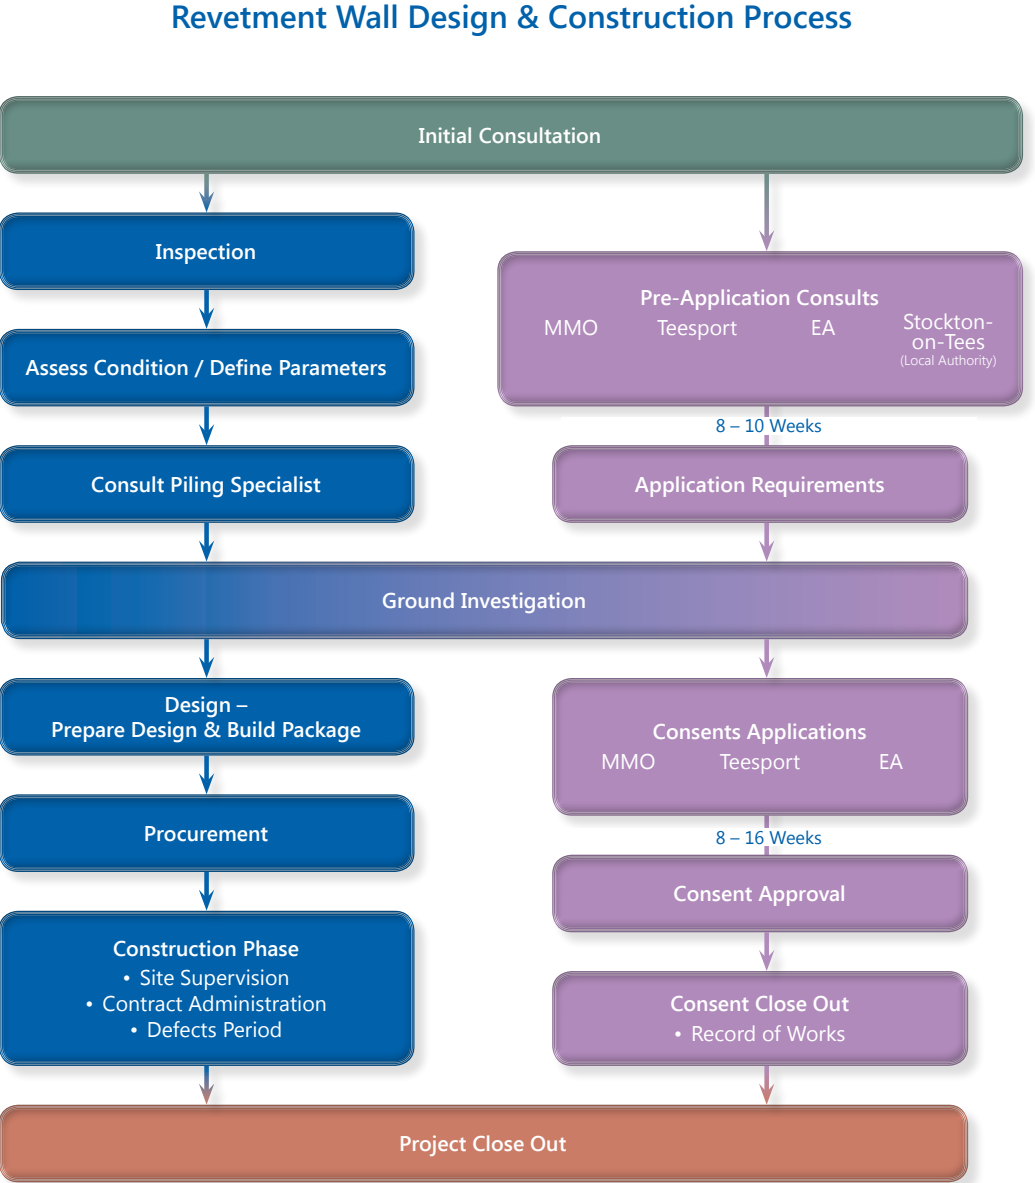 Revetment Wall Design & Construction Process
Initial Consultation
Inspection
Assess Condition / Define Parameters
Consult Piling Specialist
Pre-Application Consults
MMO Teesport EA Stockton-
on-Tees
(Local Authority)
8 – 10 Weeks
Application Requirements
Ground Investigation
Design –
Prepare Design & Build Package
Procurement
Construction Phase
• Site Supervision
• Contract Administration
• Defects Period
Consents Applications
MMO Teesport EA
8 – 16 Weeks
Consent Approval
Consent Close Out
• Record of Works
Project Close Out